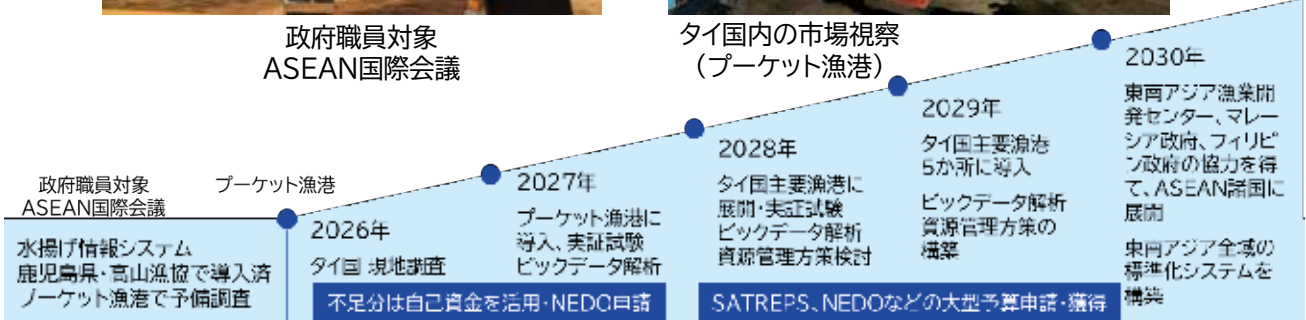 政府職員対象
ASEAN国際会議
タイ国内の市場視察
（プーケット漁港）
政府職員対象
ASEAN国際会議
プーケット漁港
水揚げ情報システム
鹿児島県・高山漁協で導入済
プーケット漁港で予備調査
2026年
タイ国 現地調査
2027年
プーケット漁港に
導入、実証試験
ビックデータ解析
不足分は自己資金を活用・NEDO申請
2028年
タイ国主要漁港に
展開・実証試験
ビックデータ解析
資源管理方策検討
2029年
タイ国主要漁港
5か所に導入
ビックデータ解析
資源管理方策の
構築
SATREPS、NEDOなどの大型予算申請・獲得
2030年
東南アジア漁業開
発センター、マレー
シア政府、フィリピ
ン政府の協力を得
て、ASEAN諸国に
展開
東南アジア全域の
標準化システムを
構築